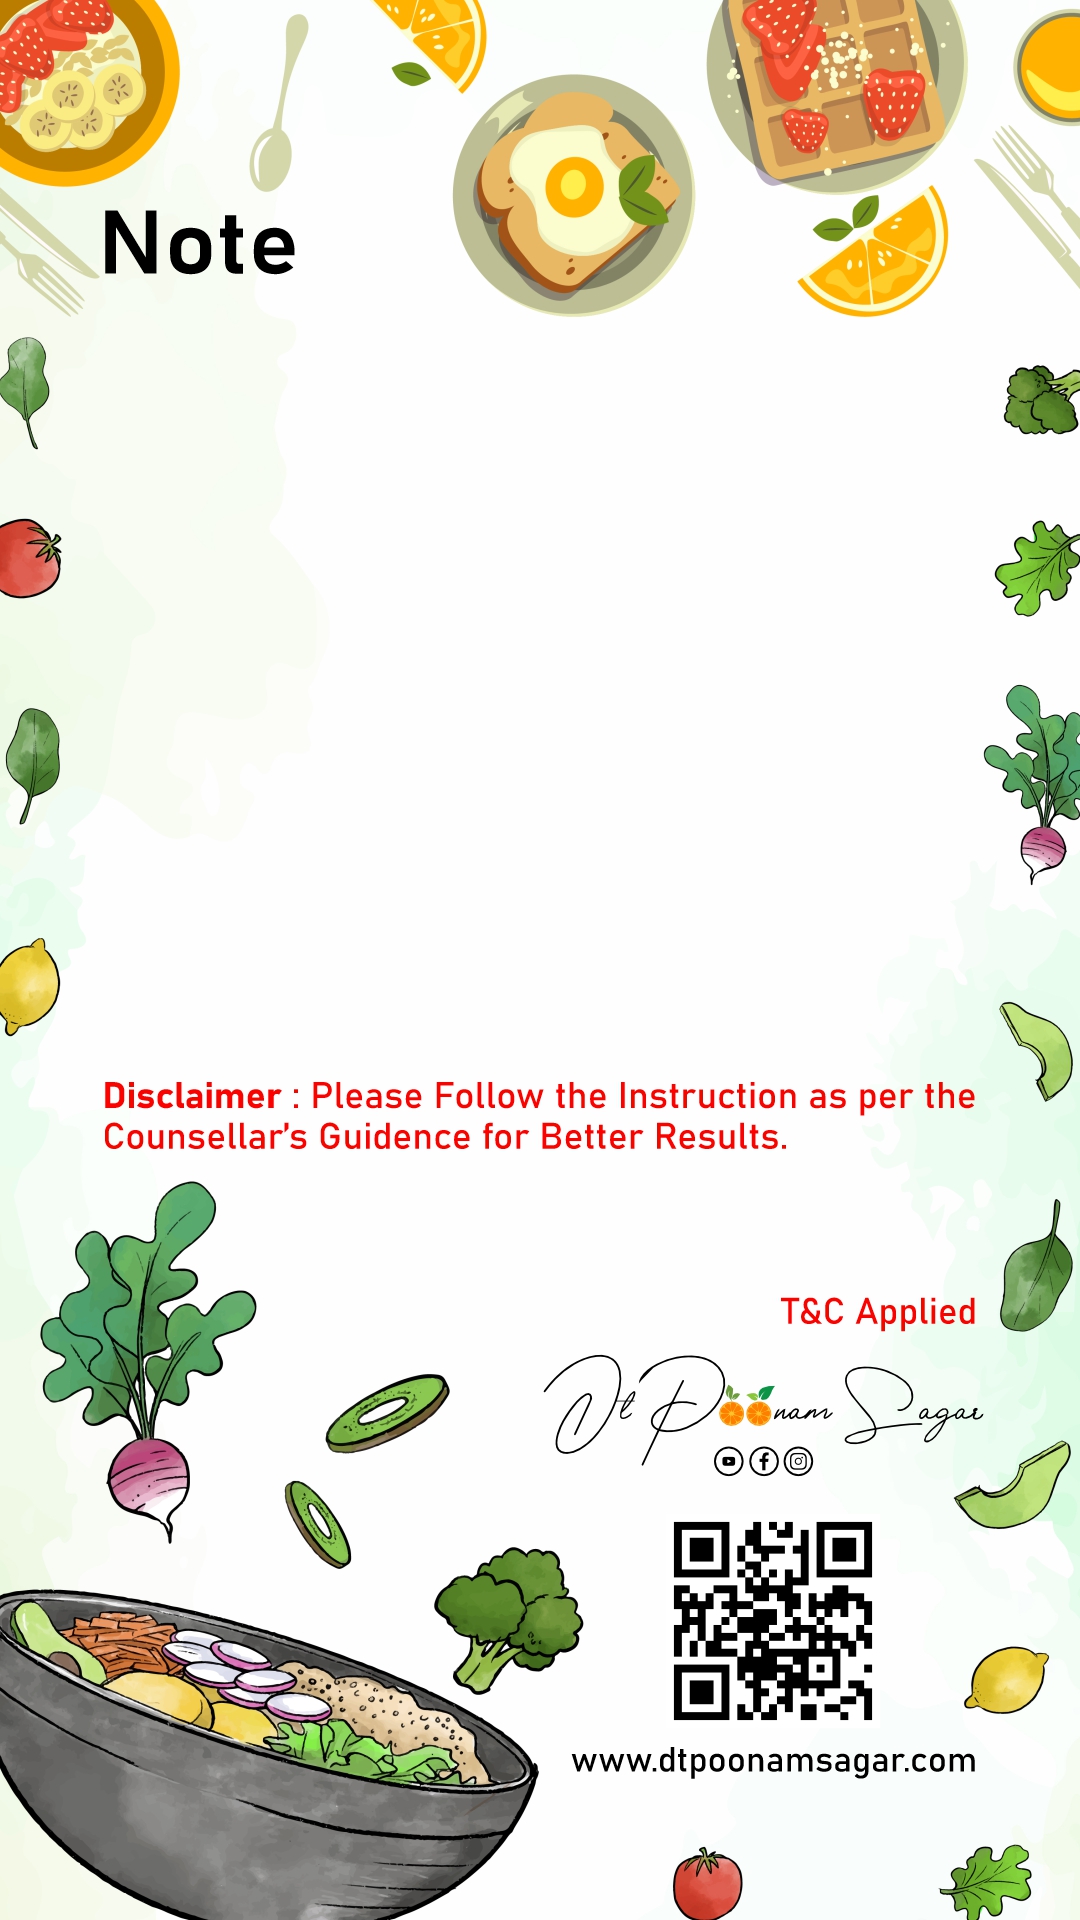 Note
Disclaimer : Please Follow the Instruction as per the
Counsellar’s Guidence for Better Results.
T&C Applied
Dt Poonam Sagar
www.dtpoonamsagar.com